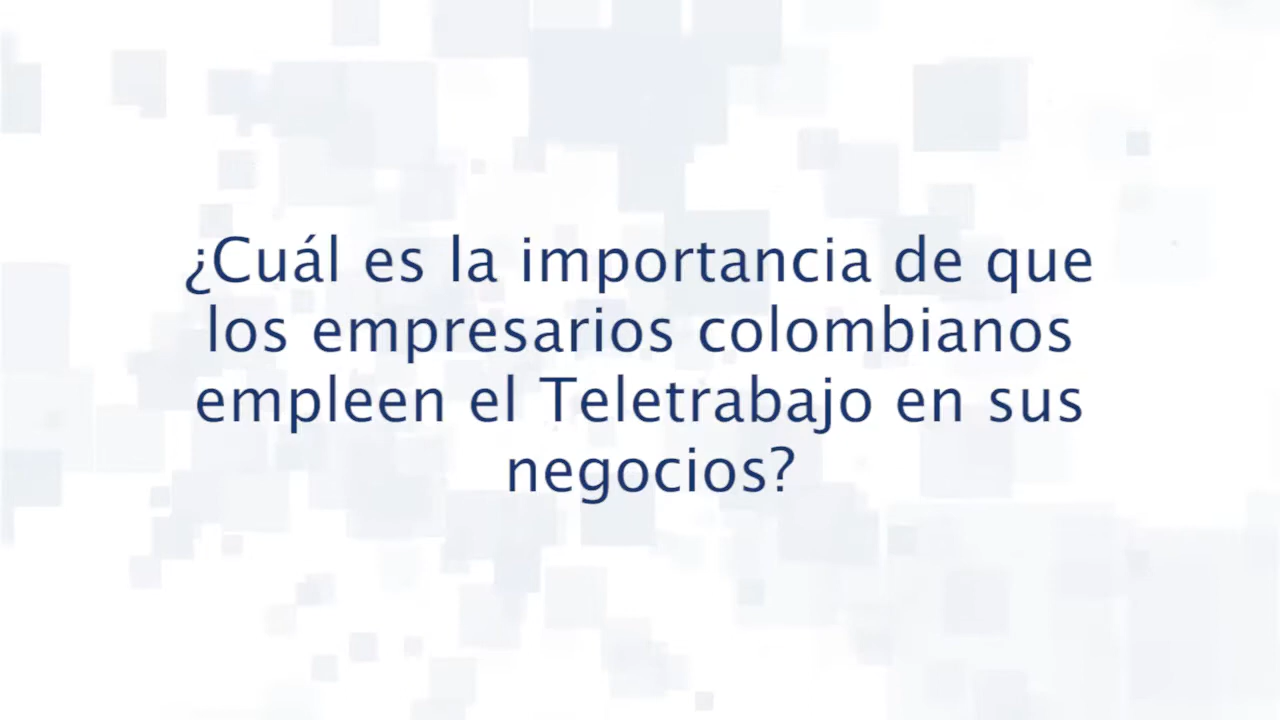 ¿Cuál es la importancia de que
los empresarios colombianos
empleen el Teletrabajo en sus
negocios?